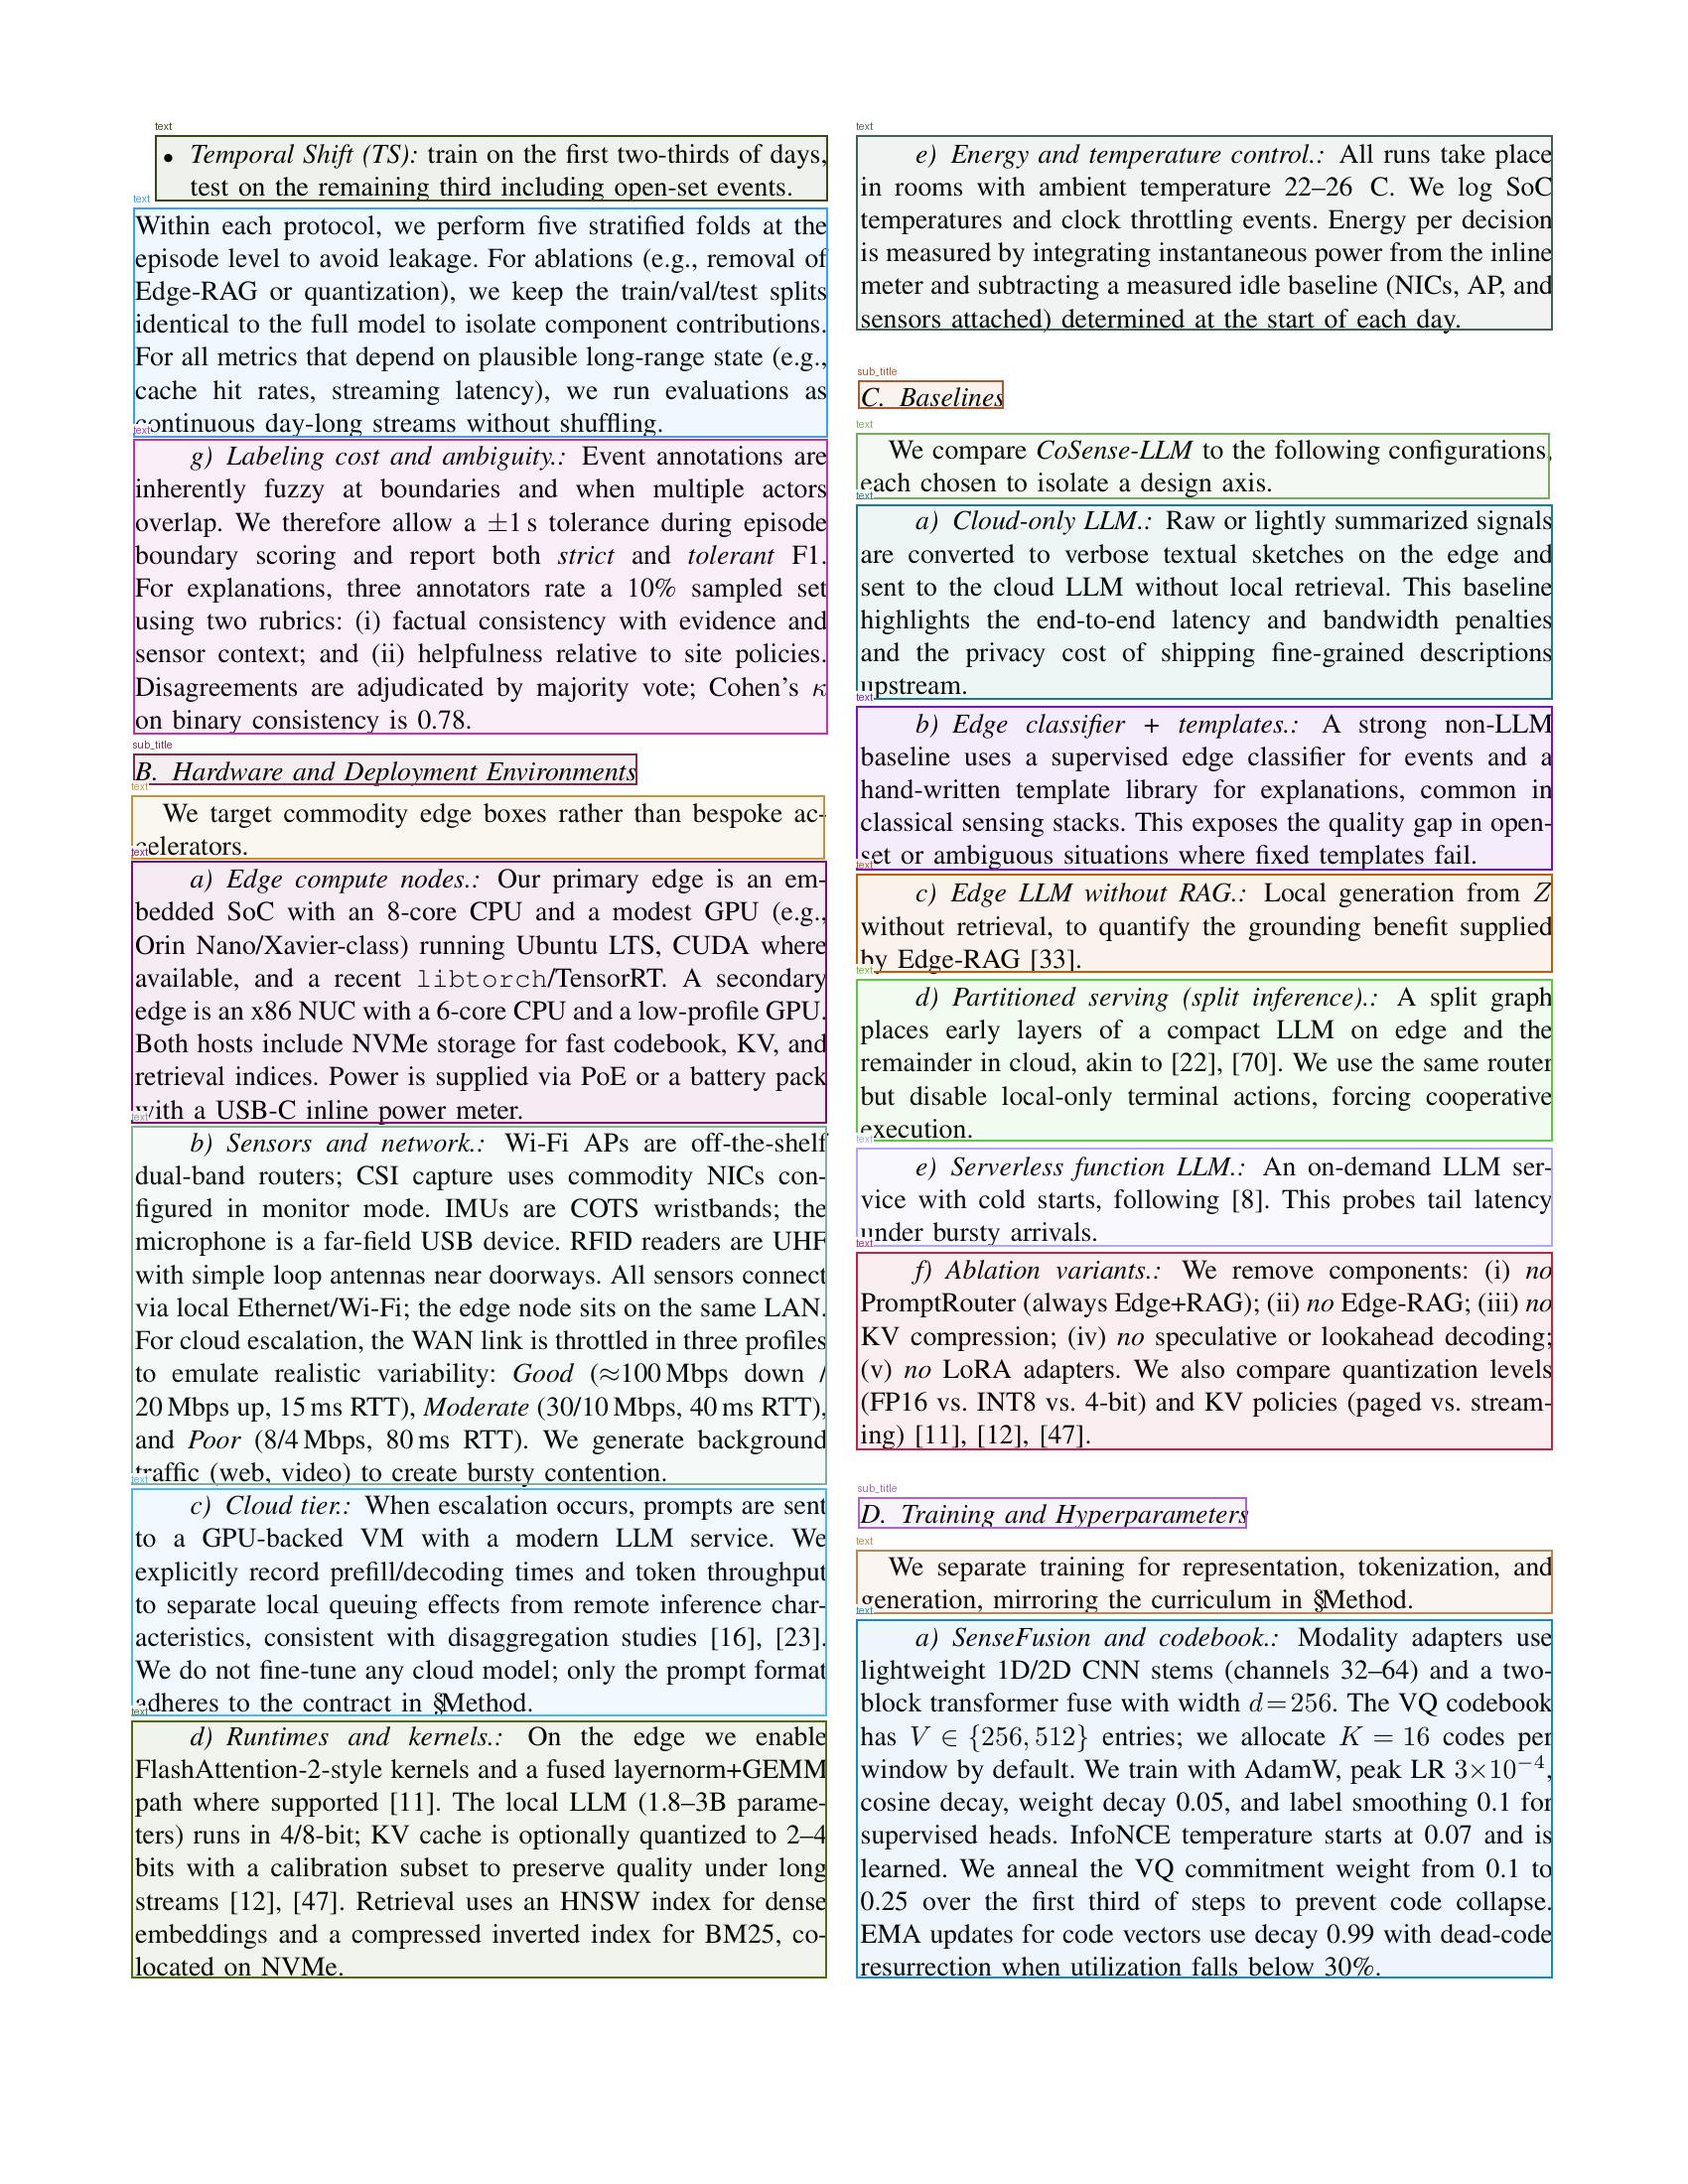 text
• Temporal Shift (TS): train on the first two-thirds of days,
test on the remaining third including open-set events.
text
Within each protocol, we perform five stratified folds at the
episode level to avoid leakage. For ablations (e.g., removal of
Edge-RAG or quantization), we keep the train/val/test splits
identical to the full model to isolate component contributions.
For all metrics that depend on plausible long-range state (e.g.,
cache hit rates, streaming latency), we run evaluations as
continuous day-long streams without shuffling.
text
g) Labeling cost and ambiguity.: Event annotations are
inherently fuzzy at boundaries and when multiple actors
overlap. We therefore allow a ±1 s tolerance during episode
boundary scoring and report both strict and tolerant F1.
For explanations, three annotators rate a 10% sampled set
using two rubrics: (i) factual consistency with evidence and
sensor context; and (ii) helpfulness relative to site policies.
Disagreements are adjudicated by majority vote; Cohen's κ
on binary consistency is 0.78.
sub_title
B. Hardware and Deployment Environments
text
We target commodity edge boxes rather than bespoke ac-
celerators.
text
a) Edge compute nodes.: Our primary edge is an em-
bedded SoC with an 8-core CPU and a modest GPU (e.g.,
Orin Nano/Xavier-class) running Ubuntu LTS, CUDA where
available, and a recent libtorch/TensorRT. A secondary
edge is an x86 NUC with a 6-core CPU and a low-profile GPU.
Both hosts include NVMe storage for fast codebook, KV, and
retrieval indices. Power is supplied via PoE or a battery pack
with a USB-C inline power meter.
text
b) Sensors and network.: Wi-Fi APs are off-the-shelf
dual-band routers; CSI capture uses commodity NICs con-
figured in monitor mode. IMUs are COTS wristbands; the
microphone is a far-field USB device. RFID readers are UHF
with simple loop antennas near doorways. All sensors connect
via local Ethernet/Wi-Fi; the edge node sits on the same LAN.
For cloud escalation, the WAN link is throttled in three profiles
to emulate realistic variability: Good (≈100 Mbps down /
20 Mbps up, 15 ms RTT), Moderate (30/10 Mbps, 40 ms RTT),
and Poor (8/4 Mbps, 80 ms RTT). We generate background
traffic (web, video) to create bursty contention.
text
c) Cloud tier.: When escalation occurs, prompts are sent
to a GPU-backed VM with a modern LLM service. We
explicitly record prefill/decoding times and token throughput
to separate local queuing effects from remote inference char-
acteristics, consistent with disaggregation studies [16], [23].
We do not fine-tune any cloud model; only the prompt format
adheres to the contract in §Method.
text
d) Runtimes and kernels.: On the edge we enable
FlashAttention-2-style kernels and a fused layernorm+GEMM
path where supported [11]. The local LLM (1.8–3B parame-
ters) runs in 4/8-bit; KV cache is optionally quantized to 2–4
bits with a calibration subset to preserve quality under long
streams [12], [47]. Retrieval uses an HNSW index for dense
embeddings and a compressed inverted index for BM25, co-
located on NVMe.
text
e) Energy and temperature control.: All runs take place
in rooms with ambient temperature 22–26 C. We log SoC
temperatures and clock throttling events. Energy per decision
is measured by integrating instantaneous power from the inline
meter and subtracting a measured idle baseline (NICs, AP, and
sensors attached) determined at the start of each day.
sub_title
C. Baselines
text
We compare CoSense-LLM to the following configurations,
each chosen to isolate a design axis.
text
a) Cloud-only LLM.: Raw or lightly summarized signals
are converted to verbose textual sketches on the edge and
sent to the cloud LLM without local retrieval. This baseline
highlights the end-to-end latency and bandwidth penalties
and the privacy cost of shipping fine-grained descriptions
upstream.
text
b) Edge classifier + templates.: A strong non-LLM
baseline uses a supervised edge classifier for events and a
hand-written template library for explanations, common in
classical sensing stacks. This exposes the quality gap in open-
set or ambiguous situations where fixed templates fail.
text
c) Edge LLM without RAG.: Local generation from Z
without retrieval, to quantify the grounding benefit supplied
by Edge-RAG [33].
text
d) Partitioned serving (split inference).: A split graph
places early layers of a compact LLM on edge and the
remainder in cloud, akin to [22], [70]. We use the same router
but disable local-only terminal actions, forcing cooperative
execution.
text
e) Serverless function LLM.: An on-demand LLM ser-
vice with cold starts, following [8]. This probes tail latency
under bursty arrivals.
text
f) Ablation variants.: We remove components: (i) no
PromptRouter (always Edge+RAG); (ii) no Edge-RAG; (iii) no
KV compression; (iv) no speculative or lookahead decoding;
(v) no LoRA adapters. We also compare quantization levels
(FP16 vs. INT8 vs. 4-bit) and KV policies (paged vs. stream-
ing) [11], [12], [47].
sub_title
D. Training and Hyperparameters
text
We separate training for representation, tokenization, and
generation, mirroring the curriculum in §Method.
text
a) SenseFusion and codebook.: Modality adapters use
lightweight 1D/2D CNN stems (channels 32–64) and a two-
block transformer fuse with width d=256. The VQ codebook
has V ∈ {256, 512} entries; we allocate K = 16 codes per
window by default. We train with AdamW, peak LR 3×10⁻⁴,
cosine decay, weight decay 0.05, and label smoothing 0.1 for
supervised heads. InfoNCE temperature starts at 0.07 and is
learned. We anneal the VQ commitment weight from 0.1 to
0.25 over the first third of steps to prevent code collapse.
EMA updates for code vectors use decay 0.99 with dead-code
resurrection when utilization falls below 30%.